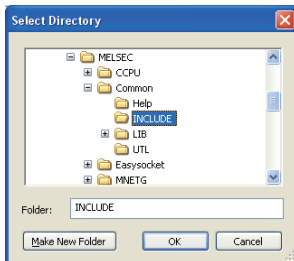 Select Directory
MELSEC
CCPU
Common
Help
INCLUDE
LIB
UTL
Easysocket
MNETG
Folder: INCLUDE
Make New Folder OK Cancel